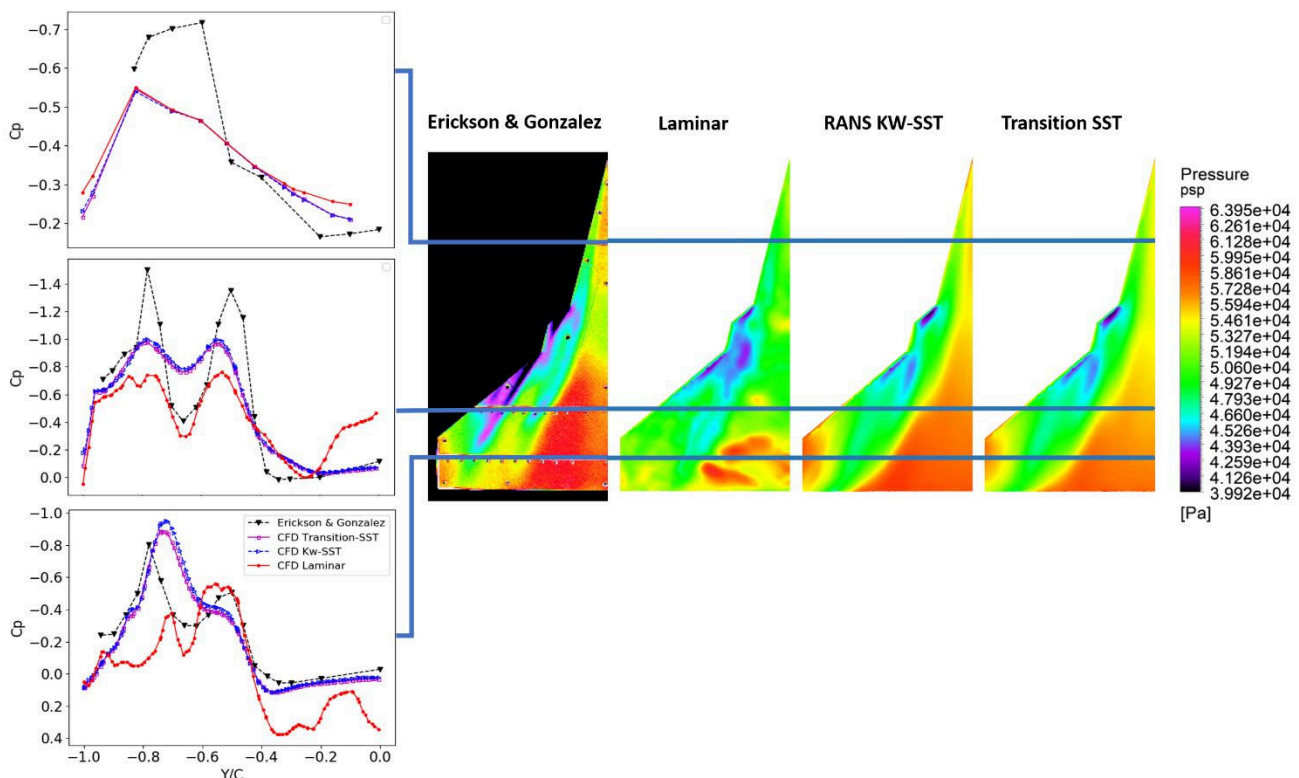 −0.7
−0.6
−0.5
−0.4
−0.3
−0.2
Cp
−1.4
−1.2
−1.0
−0.8
−0.6
−0.4
−0.2
0.0
Cp
−1.0
−0.8
−0.6
−0.4
−0.2
0.0
0.2
0.4
Cp
Erickson & Gonzalez
CFD Transition-SST
CFD Kw-SST
CFD Laminar
−1.0 −0.8 −0.6 −0.4 −0.2 0.0
Y/C
Erickson & Gonzalez Laminar RANS KW-SST Transition SST
Pressure
psp
6.395e+04
6.261e+04
6.128e+04
5.995e+04
5.861e+04
5.728e+04
5.594e+04
5.461e+04
5.327e+04
5.194e+04
5.060e+04
4.927e+04
4.793e+04
4.660e+04
4.526e+04
4.393e+04
4.259e+04
4.126e+04
3.992e+04
[Pa]